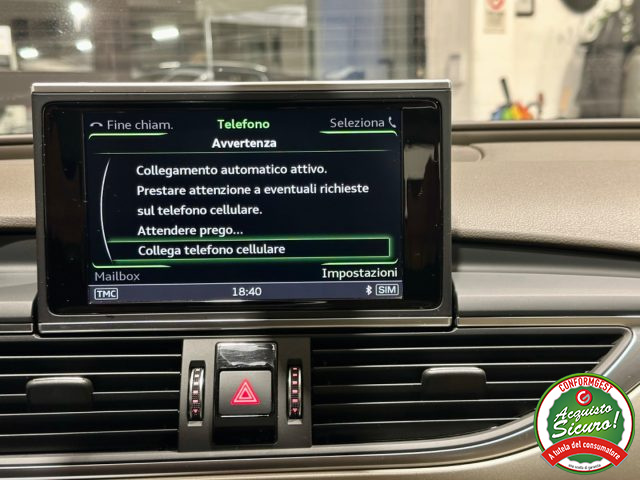 Fine chiam.
Telefono
Seleziona
Avvertenza
Collegamento automatico attivo.
Prestare attenzione a eventuali richieste
sul telefono cellulare.
Attendere prego...
Collega telefono cellulare
Mailbox
Impostazioni
TMC
18:40
SIM
CONFORMGEST
Acquisto
Sicuro!
A tutela del consumatore